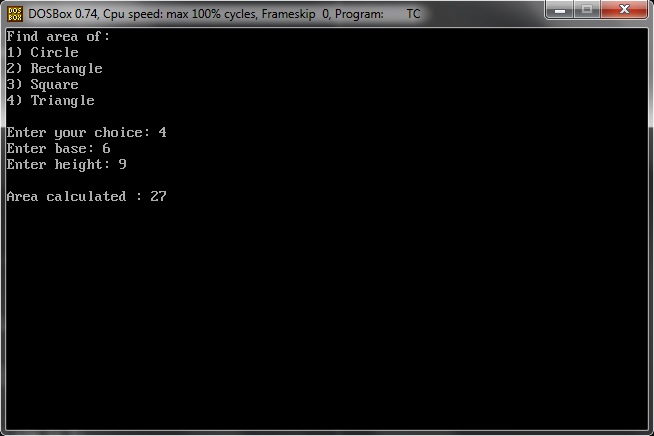 DOS
BOX
DOSBox 0.74, Cpu speed: max 100% cycles, Frameskip 0, Program: TC
Find area of:
1) Circle
2) Rectangle
3) Square
4) Triangle
Enter your choice: 4
Enter base: 6
Enter height: 9
Area calculated : 27